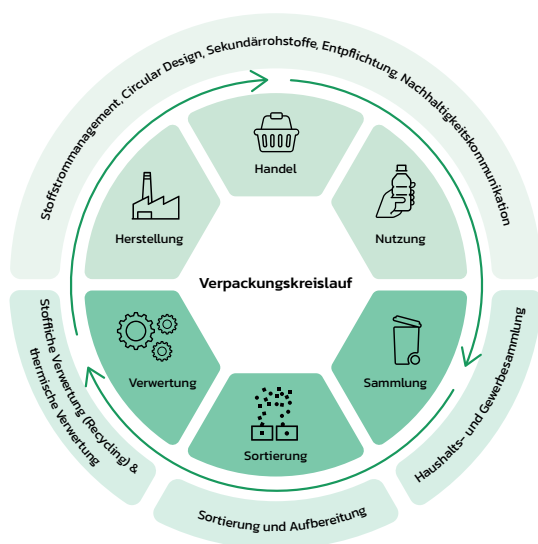 Stoffstrommanagement, Circular Design, Sekundärrohstoffe, Entpflichtung, Nachhaltigkeitskommunikation
Handel
Herstellung
Nutzung
Verpackungskreislauf
Verwertung
Sammlung
Sortierung
Stoffliche Verwertung (Recycling) &
thermische Verwertung
Haushalts- und Gewerbesammlung
Sortierung und Aufbereitung